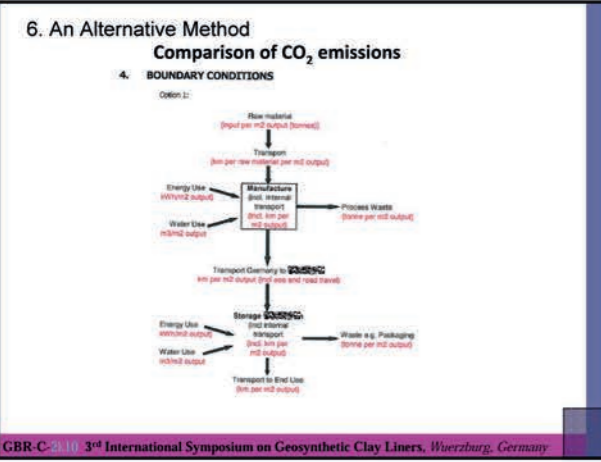 6. An Alternative Method
Comparison of CO₂ emissions
4. BOUNDARY CONDITIONS
Option 1:
Raw material
(input per m2 output (tonnes))
Transport
(km per raw material per m2 output)
Energy Use
kWh/m2 output)
Water Use
m3/m2 output)
Manufacture
(incl. internal
transport
(incl. km per
m2 output)
Process Waste
(tonne per m2 output)
Transport Germany to
km per m2 output (incl sea and road travel)
Energy Use
kWh/m2 output)
Water Use
m3/m2 output
Storage
(incl internal
transport
(incl. km per
m2 output)
Waste e.g. Packaging
(tonne per m2 output)
Transport to End Use
(km per m2 output)
GBR-C-2k10 3rd International Symposium on Geosynthetic Clay Liners, Wuerzburg, Germany